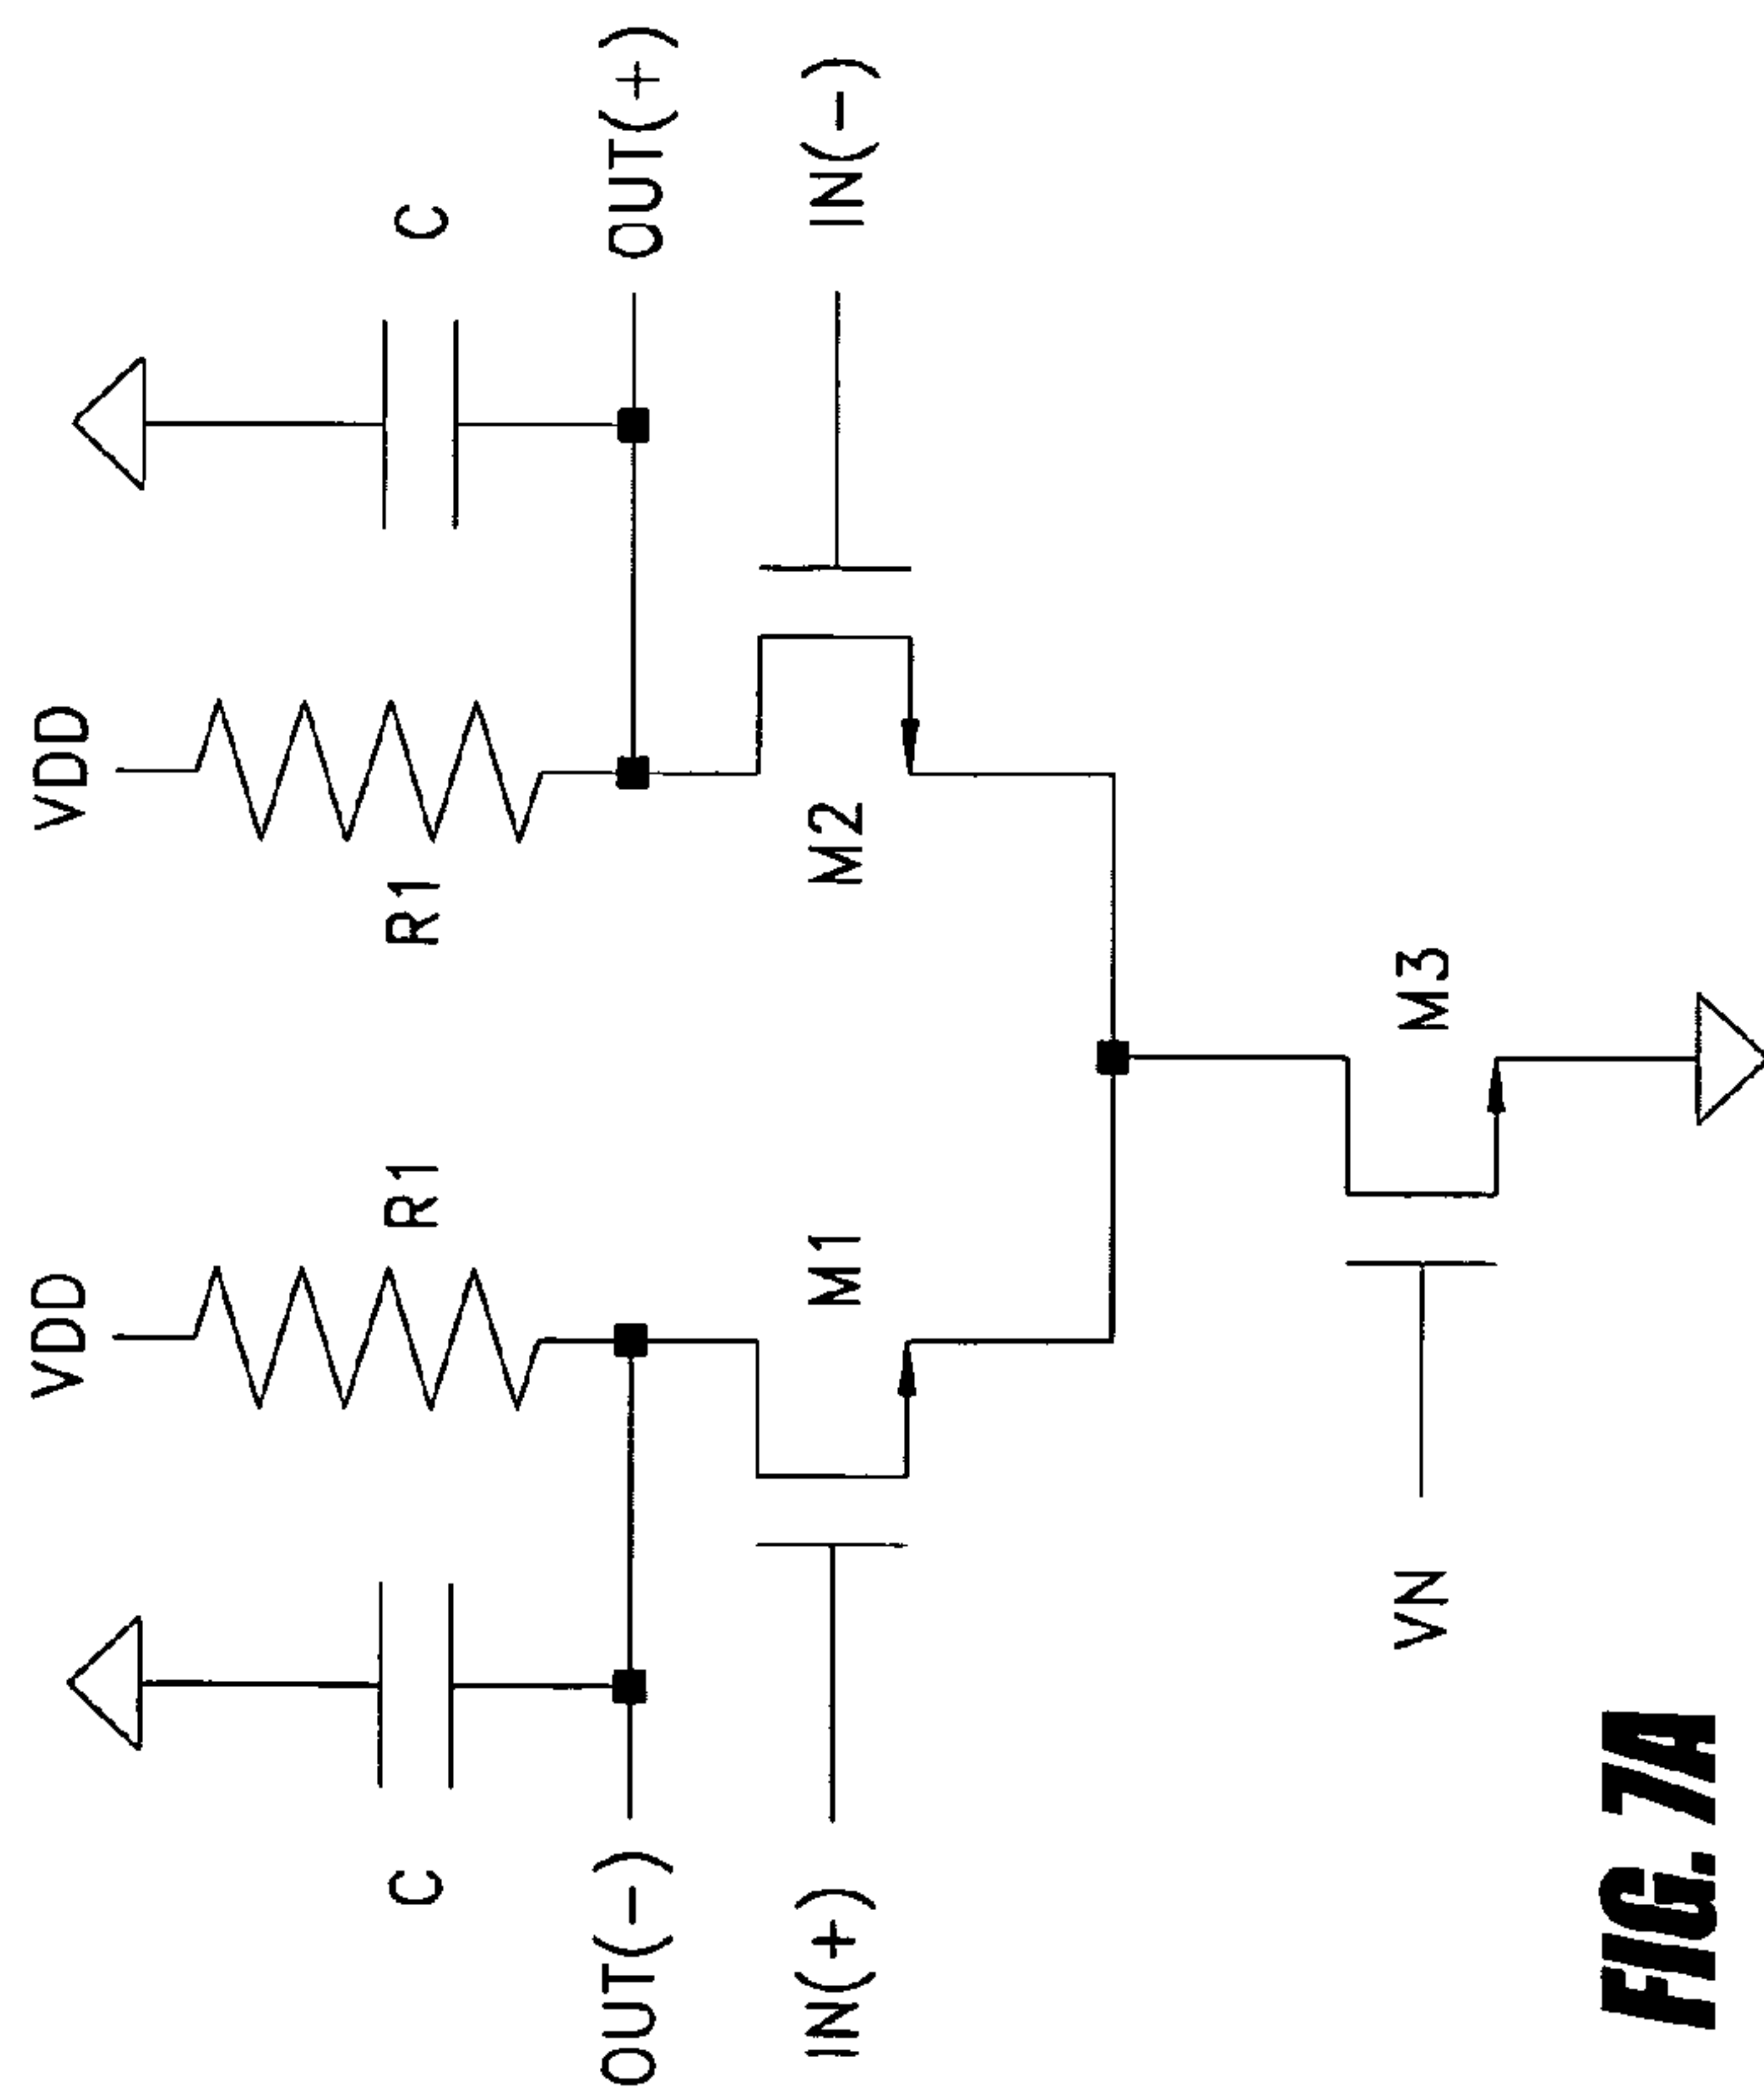 VDD
VDD
C
R1
R1
C
OUT(-)
OUT(+)
IN(+)
M1
M2
IN(-)
VN
M3
FIG. 7A